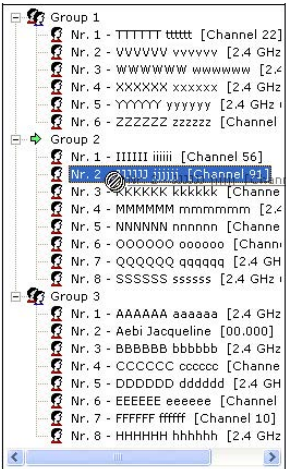 Group 1
Nr. 1 - TTTTTT tttttt [Channel 22]
Nr. 2 - VVVVV vvvvvv [2.4 GHz
Nr. 3 - WWWWWW wwwwww [2.4
Nr. 4 - XXXXXX xxxxxx [2.4 GHz
Nr. 5 - YYYYYY yyyyyy [2.4 GHz
Nr. 6 - ZZZZZZ zzzzzz [Channel
Group 2
Nr. 1 - IIIIII iiiiii [Channel 56]
Nr. 2 - JJJJJJ jjjjjj [Channel 91]
Nr. 3 - KKKKKK kkkkkk [Channe
Nr. 4 - MMMMMM mmmmmm [2.4
Nr. 5 - NNNNNN nnnnnn [Channe
Nr. 6 - OOOOOO oooooo [Channe
Nr. 7 - QQQQQQ qqqqqq [2.4 GH
Nr. 8 - SSSSSS ssssss [2.4 GHz
Group 3
Nr. 1 - AAAAAA aaaaaa [2.4 GHz
Nr. 2 - Aebi Jacqueline [00.000]
Nr. 3 - BBBBBB bbbbbb [2.4 GHz
Nr. 4 - CCCCCC cccccc [Channe
Nr. 5 - DDDDDD dddddd [2.4 GH
Nr. 6 - EEEEEE eeeeee [Channel
Nr. 7 - FFFFFF ffffff [Channel 10]
Nr. 8 - HHHHHH hhhhhh [2.4 GHz